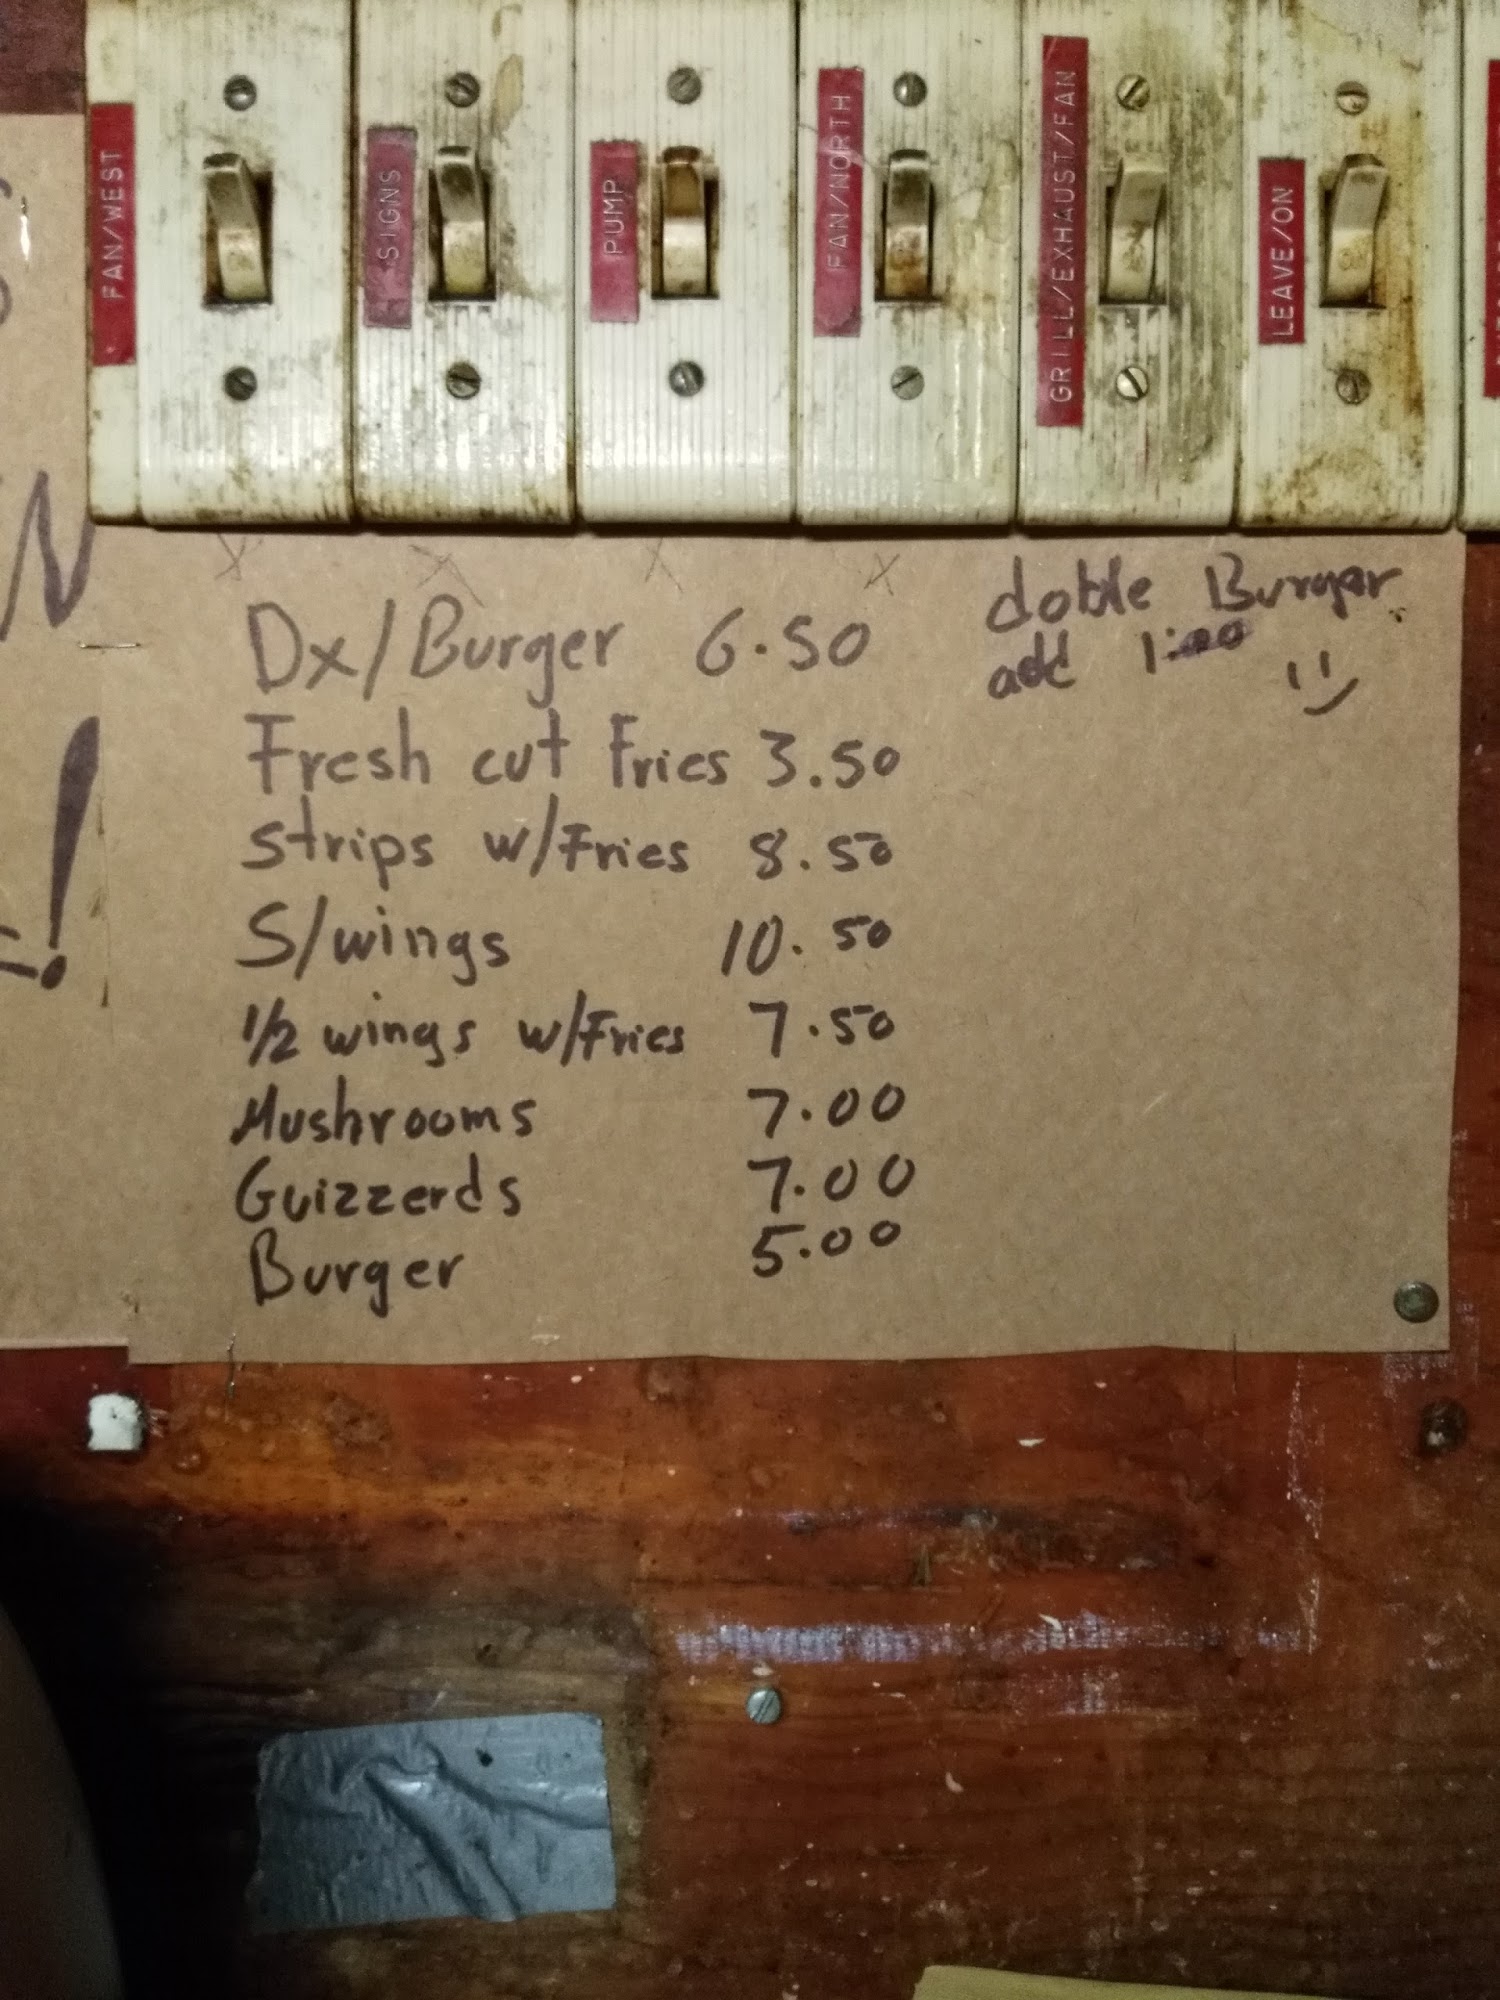 FAN/WEST
SIGNS
PUMP
FAN/NORTH
GRILL/EXHAUST/FAN
LEAVE/ON
Dx/Burger 6.50
doble Burger
add 1.00
Fresh cut Fries 3.50
Strips w/Fries 8.50
S/wings 10.50
1/2 wings w/Fries 7.50
Mushrooms 7.00
Guizzerds 7.00
Burger 5.00